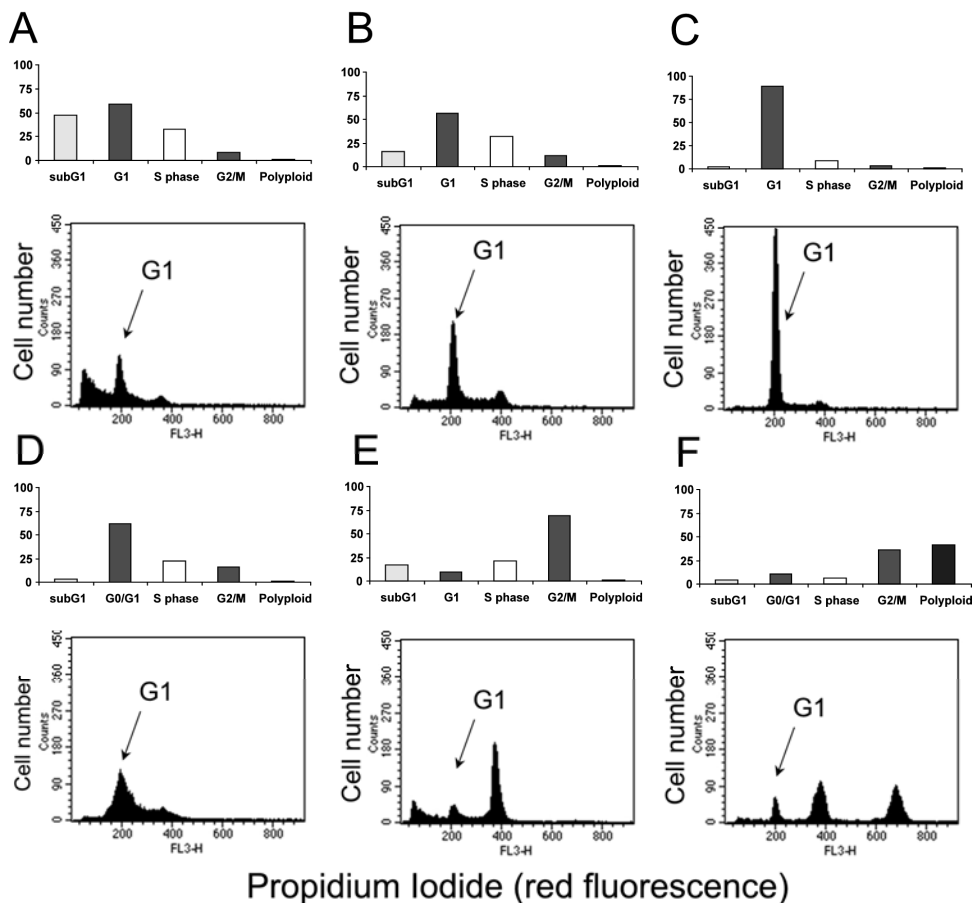 A
B
C
100
75
50
25
0
subG1 G1 S phase G2/M Polyploid
100
75
50
25
0
subG1 G1 S phase G2/M Polyploid
100
75
50
25
0
subG1 G1 S phase G2/M Polyploid
Cell number
Counts
450
360
270
180
90
0
G1
200 400 600 800
FL3-H
Cell number
Counts
450
360
270
180
90
0
G1
200 400 600 800
FL3-H
Cell number
Counts
450
360
270
180
90
0
G1
200 400 600 800
FL3-H
D
E
F
100
75
50
25
0
subG1 G0/G1 S phase G2/M Polyploid
100
75
50
25
0
subG1 G1 S phase G2/M Polyploid
100
75
50
25
0
subG1 G0/G1 S phase G2/M Polyploid
Cell number
Counts
450
360
270
180
90
0
G1
200 400 600 800
FL3-H
Cell number
Counts
450
360
270
180
90
0
G1
200 400 600 800
FL3-H
Cell number
Counts
450
360
270
180
90
0
G1
200 400 600 800
FL3-H
Propidium Iodide (red fluorescence)